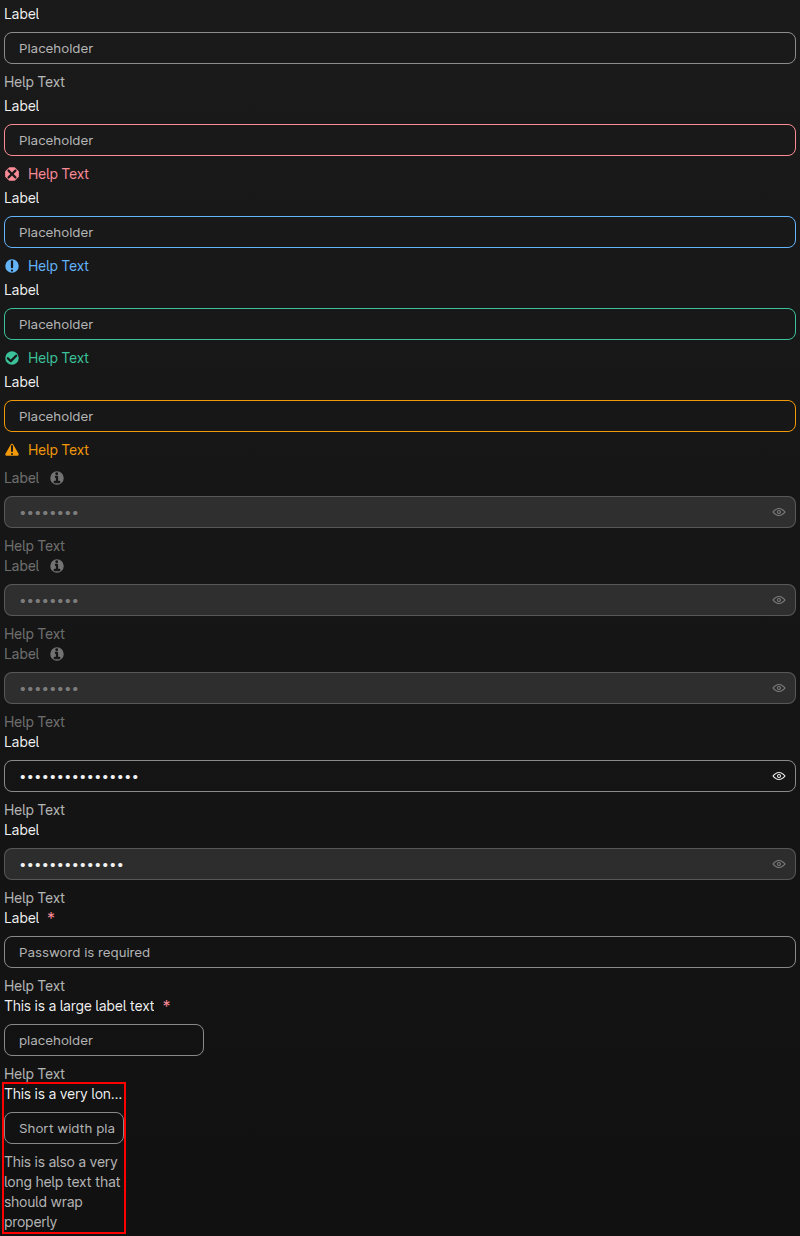 Label
Placeholder
Help Text
Label
Placeholder
Help Text
Label
Placeholder
Help Text
Label
Placeholder
Help Text
Label
Placeholder
Help Text
Label
••••••••
Help Text
Label
••••••••
Help Text
Label
••••••••
Help Text
Label
••••••••••••••••
Help Text
Label
••••••••••••••
Help Text
Label *
Password is required
Help Text
This is a large label text *
placeholder
Help Text
This is a very lon...
Short width pla
This is also a very
long help text that
should wrap
properly